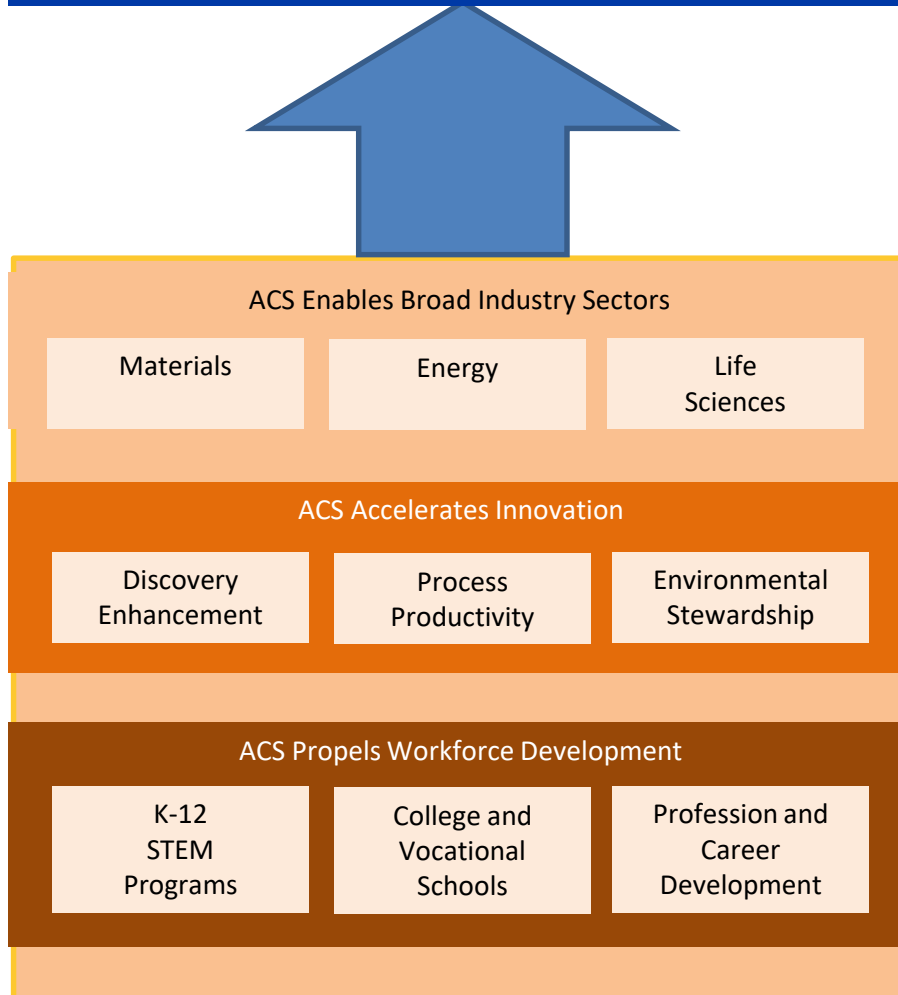 ACS Enables Broad Industry Sectors
Materials
Energy
Life
Sciences
ACS Accelerates Innovation
Discovery
Enhancement
Process
Productivity
Environmental
Stewardship
ACS Propels Workforce Development
K-12
STEM
Programs
College and
Vocational
Schools
Profession and
Career
Development